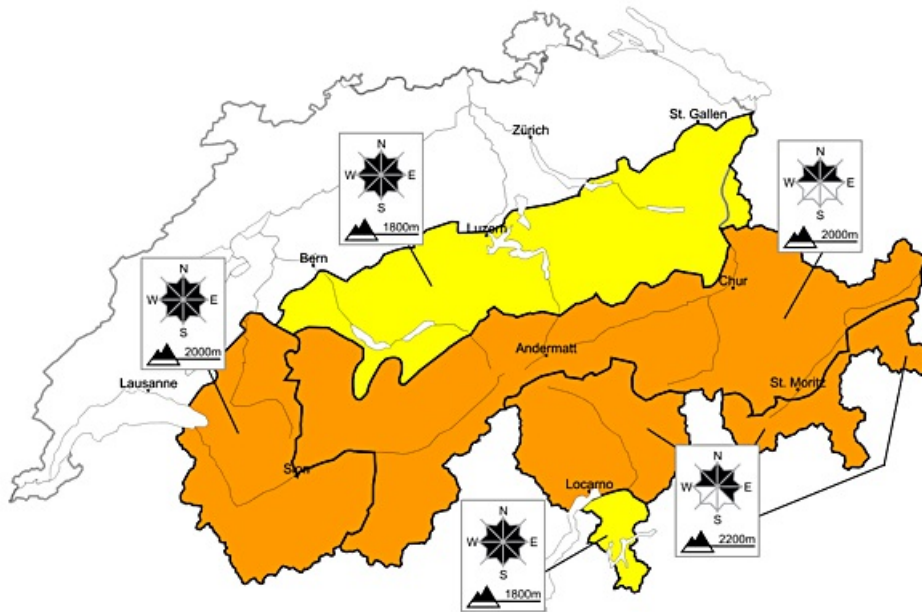 St. Gallen
Zürich
N
W E
S
1800m
N
W E
S
2000m
Luzern
Bern
N
W E
S
2000m
Chur
Andermatt
Lausanne
St. Moritz
Sion
Locarno
N
W E
S
2200m
N
W E
S
1800m